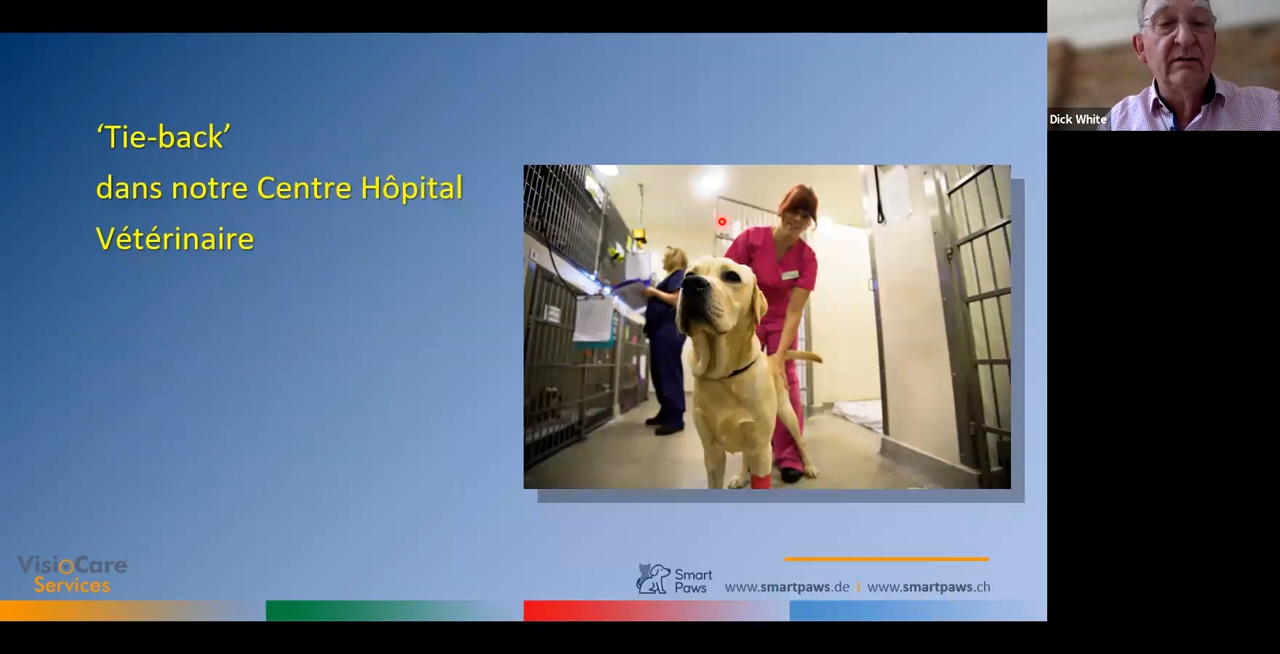 ‘Tie-back’
dans notre Centre Hôpital
Vétérinaire
Dick White
VisioCare
Services
Smart
Paws
www.smartpaws.de | www.smartpaws.ch